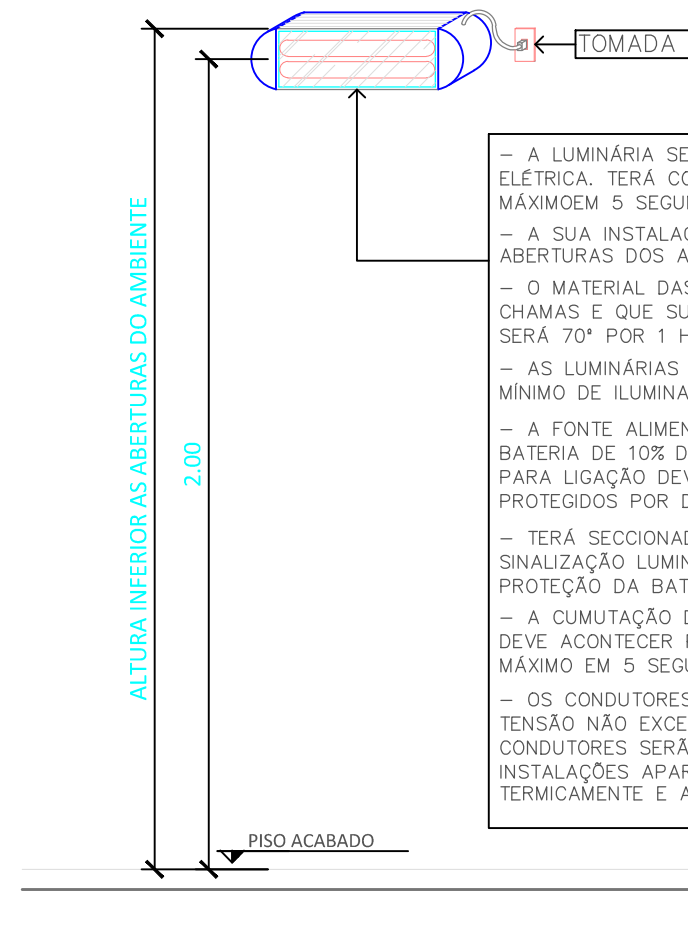 TOMADA
– A LUMINÁRIA SE
ELÉTRICA. TERÁ CO
MÁXIMOEM 5 SEGU
– A SUA INSTALAÇ
ABERTURAS DOS A
– O MATERIAL DAS
CHAMAS E QUE SU
SERÁ 70° POR 1 H
– AS LUMINÁRIAS
MÍNIMO DE ILUMINA
– A FONTE ALIMEN
BATERIA DE 10% D
PARA LIGAÇÃO DEV
PROTEGIDOS POR D
– TERÁ SECCIONAD
SINALIZAÇÃO LUMIN
PROTEÇÃO DA BAT
– A CUMUTAÇÃO D
DEVE ACONTECER
MÁXIMO EM 5 SEGU
– OS CONDUTORES
TENSÃO NÃO EXCE
CONDUTORES SERÃ
INSTALAÇÕES APAR
TERMICAMENTE E A
ALTURA INFERIOR AS ABERTURAS DO AMBIENTE
2.00
PISO ACABADO